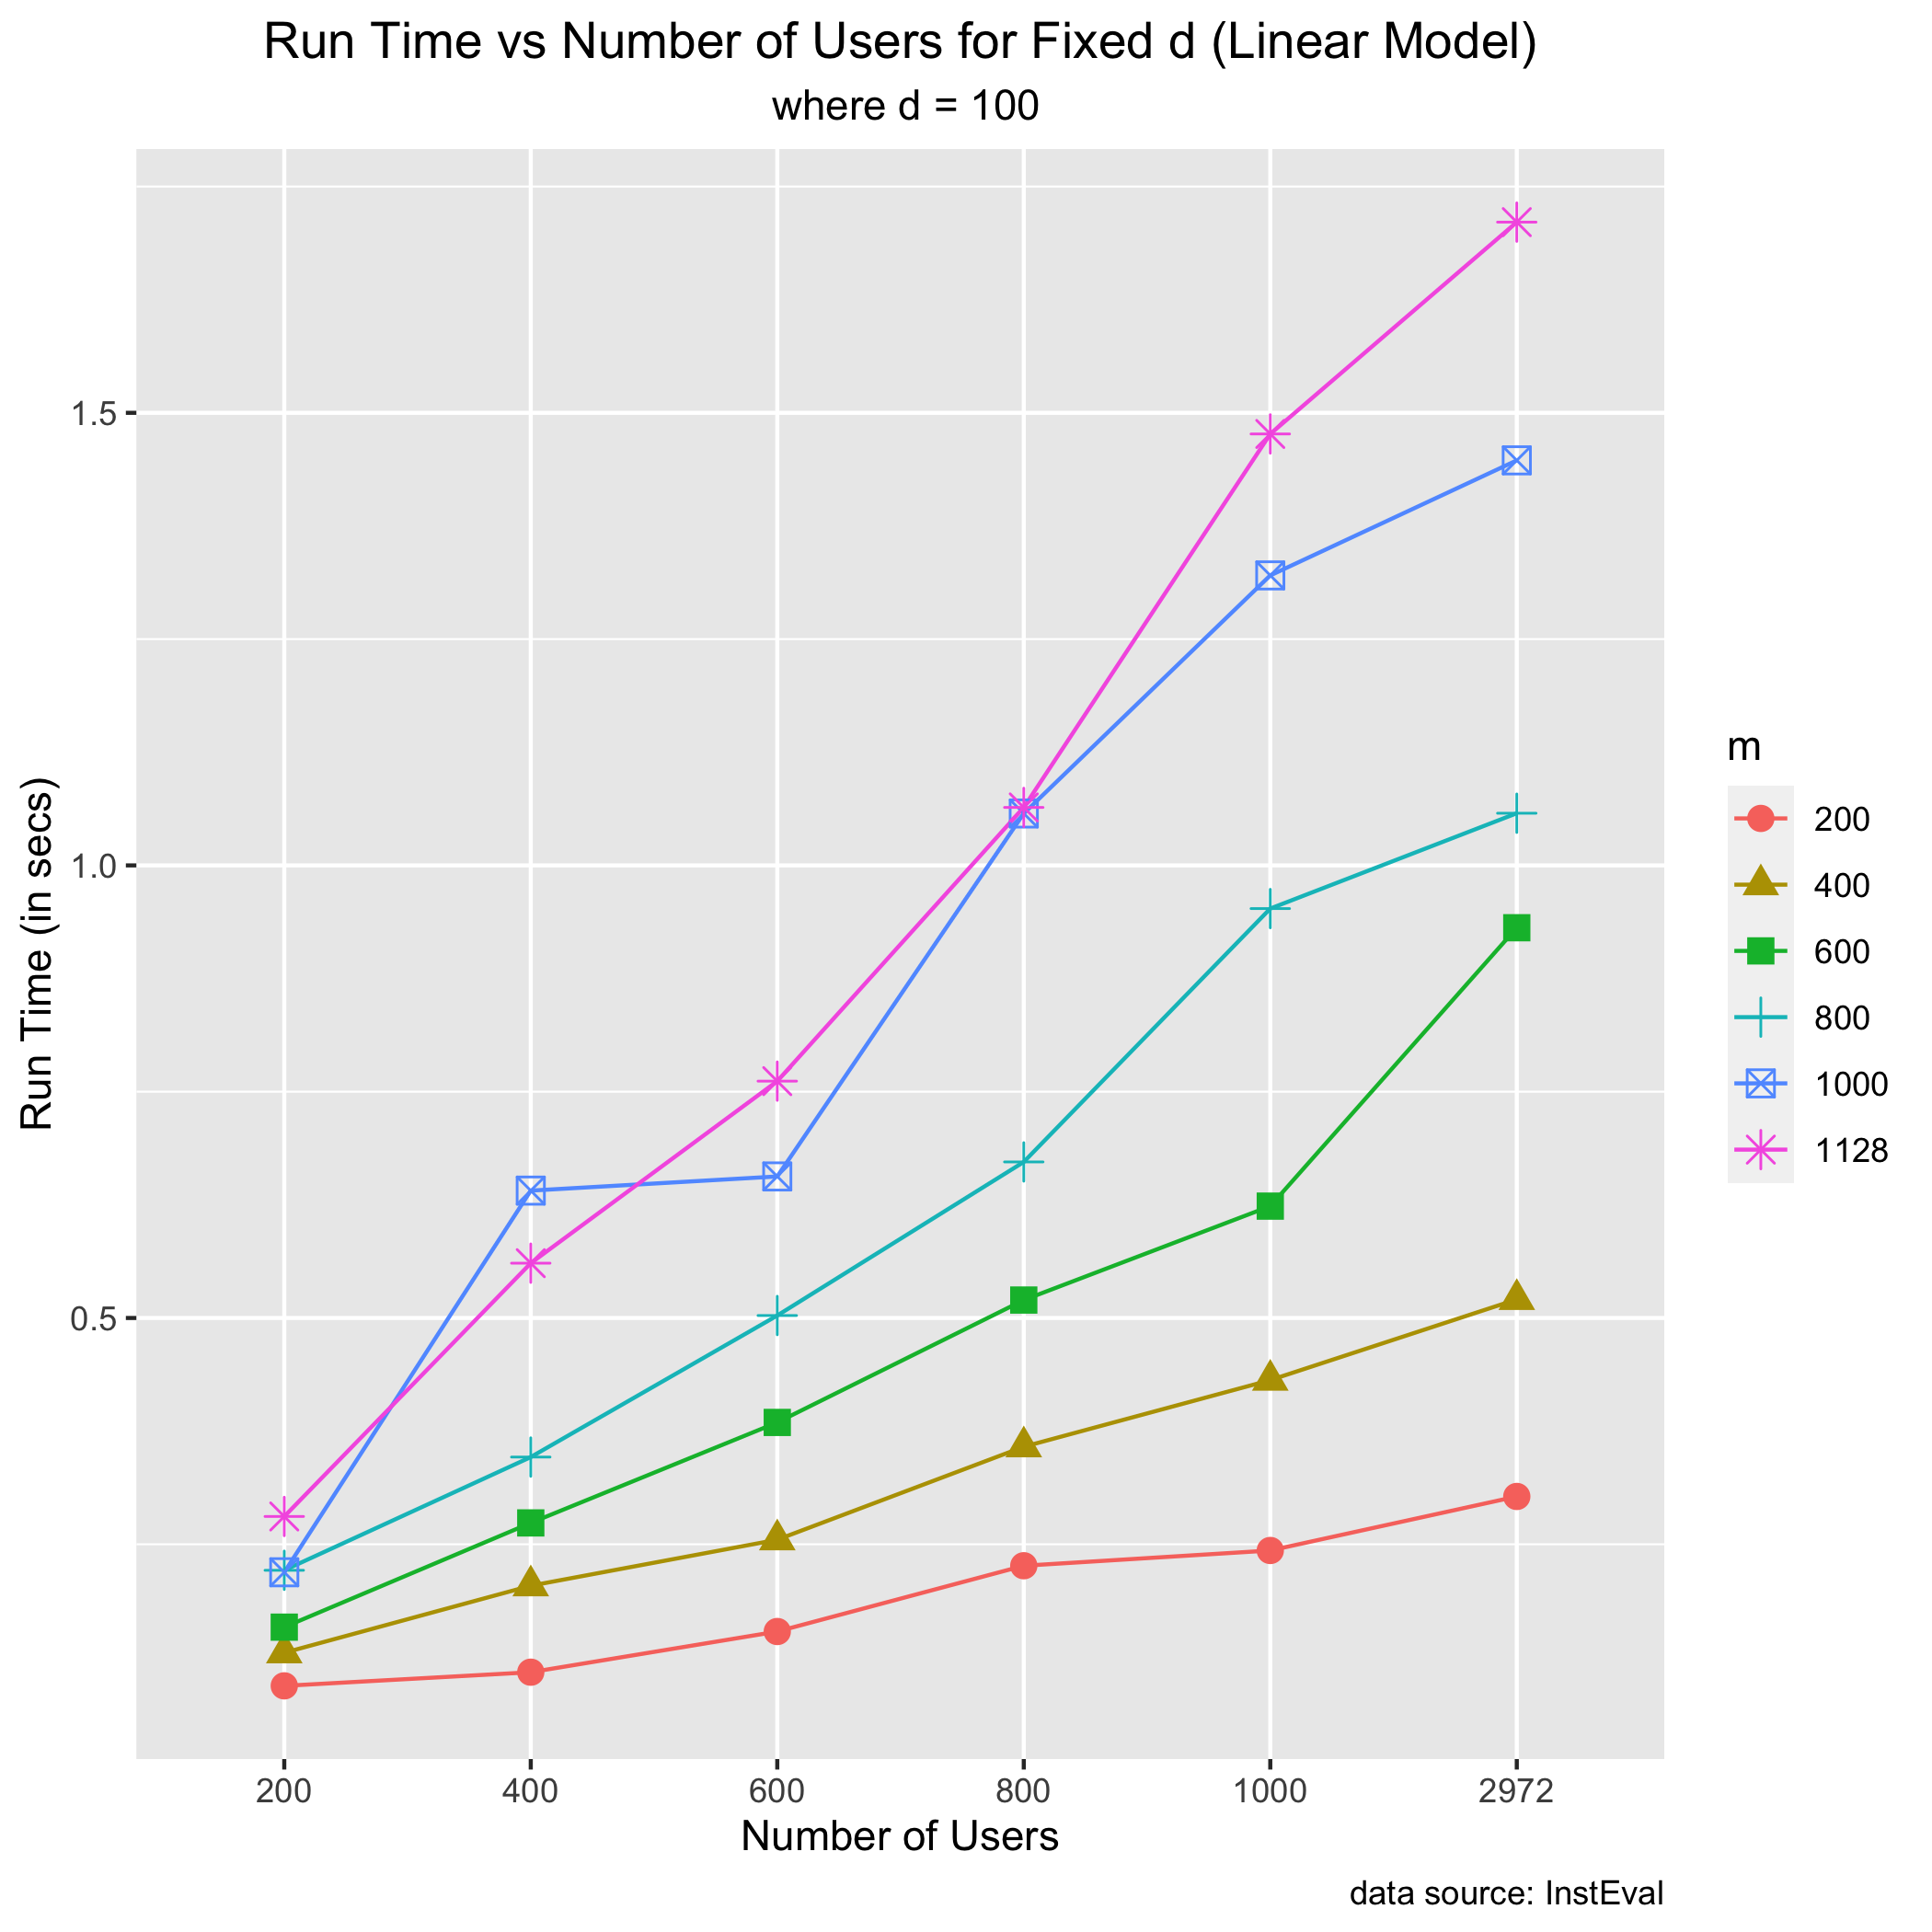 Run Time vs Number of Users for Fixed d (Linear Model)
where d = 100
Run Time (in secs)
1.5
1.0
0.5
200
400
600
800
1000
2972
Number of Users
m
200
400
600
800
1000
1128
data source: InstEval